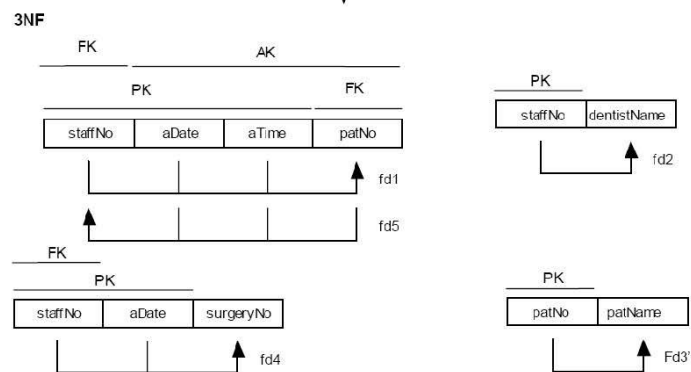 3NF
FK AK
PK FK
staffNo aDate aTime patNo
fd1
fd5
PK
staffNo dentistName
fd2
FK
PK
staffNo aDate surgeryNo
fd4
PK
patNo patName
Fd3'